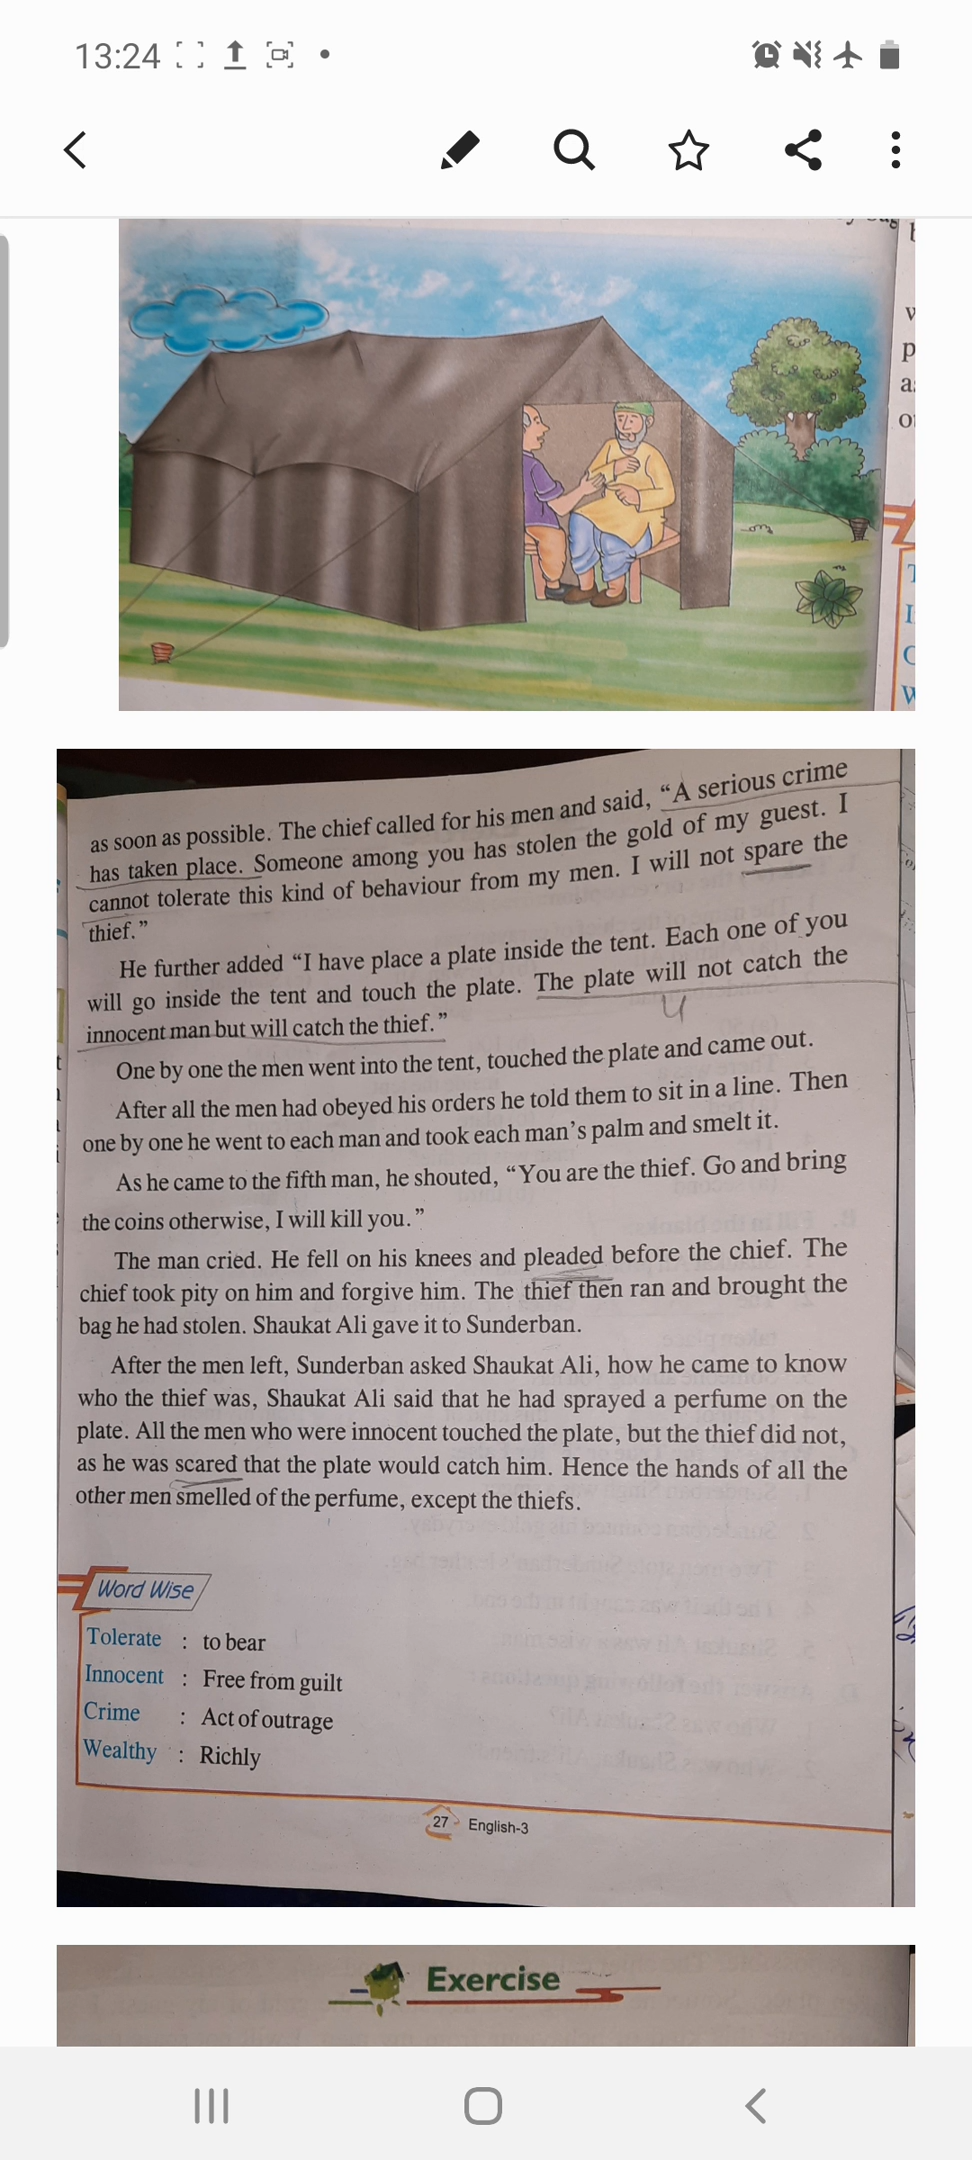 13:24
as soon as possible. The chief called for his men and said, “A serious crime
has taken place. Someone among you has stolen the gold of my guest. I
cannot tolerate this kind of behaviour from my men. I will not spare the
thief.”
He further added “I have place a plate inside the tent. Each one of you
will go inside the tent and touch the plate. The plate will not catch the
innocent man but will catch the thief.”
One by one the men went into the tent, touched the plate and came out.
After all the men had obeyed his orders he told them to sit in a line. Then
one by one he went to each man and took each man’s palm and smelt it.
As he came to the fifth man, he shouted, “You are the thief. Go and bring
the coins otherwise, I will kill you.”
The man cried. He fell on his knees and pleaded before the chief. The
chief took pity on him and forgive him. The thief then ran and brought the
bag he had stolen. Shaukat Ali gave it to Sunderban.
After the men left, Sunderban asked Shaukat Ali, how he came to know
who the thief was, Shaukat Ali said that he had sprayed a perfume on the
plate. All the men who were innocent touched the plate, but the thief did not,
as he was scared that the plate would catch him. Hence the hands of all the
other men smelled of the perfume, except the thiefs.
Word Wise
Tolerate : to bear
Innocent : Free from guilt
Crime : Act of outrage
Wealthy : Richly
27 English-3
Exercise